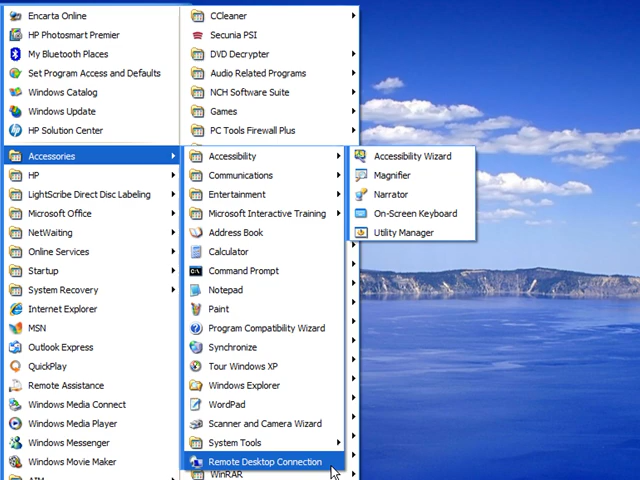 Encarta Online
HP Photosmart Premier
My Bluetooth Places
Set Program Access and Defaults
Windows Catalog
Windows Update
HP Solution Center
Accessories
HP
LightScribe Direct Disc Labeling
Microsoft Office
NetWaiting
Online Services
Startup
System Recovery
Internet Explorer
MSN
Outlook Express
QuickPlay
Remote Assistance
Windows Media Connect
Windows Media Player
Windows Messenger
Windows Movie Maker
AIM
CCleaner
Secunia PSI
DVD Decrypter
Audio Related Programs
NCH Software Suite
Games
PC Tools Firewall Plus
Accessibility
Communications
Entertainment
Microsoft Interactive Training
Address Book
Calculator
Command Prompt
Notepad
Paint
Program Compatibility Wizard
Synchronize
Tour Windows XP
Windows Explorer
WordPad
Scanner and Camera Wizard
System Tools
Remote Desktop Connection
WinRAR
Accessibility Wizard
Magnifier
Narrator
On-Screen Keyboard
Utility Manager